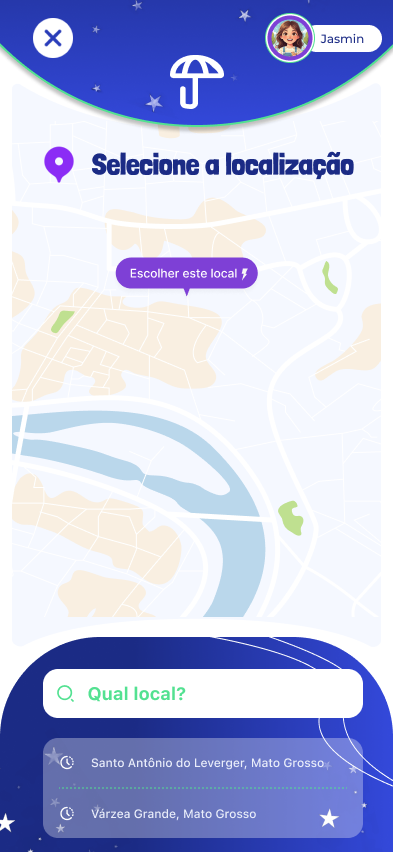 Jasmin
Selecione a localização
Escolher este local
Qual local?
Santo Antônio do Leverger, Mato Grosso
Várzea Grande, Mato Grosso